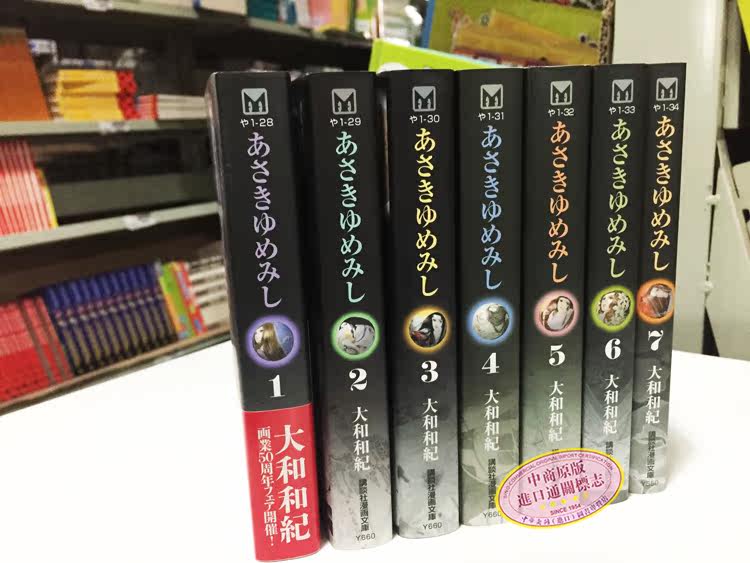 や1-28
あさきゆめみし
1
大和和紀
画業50周年フェア開催!
や1-29
あさきゆめみし
2
大和和紀
講談社漫画文庫
Y660
や1-30
あさきゆめみし
3
大和和紀
講談社漫画文庫
Y660
や1-31
あさきゆめみし
4
大和和紀
や1-32
あさきゆめみし
5
大和和紀
や1-33
あさきゆめみし
6
大和和紀
や1-34
あさきゆめみし
7
大和和紀
講談社漫画文庫
Y660
中商原版
進口通關標志
SINCE 1954